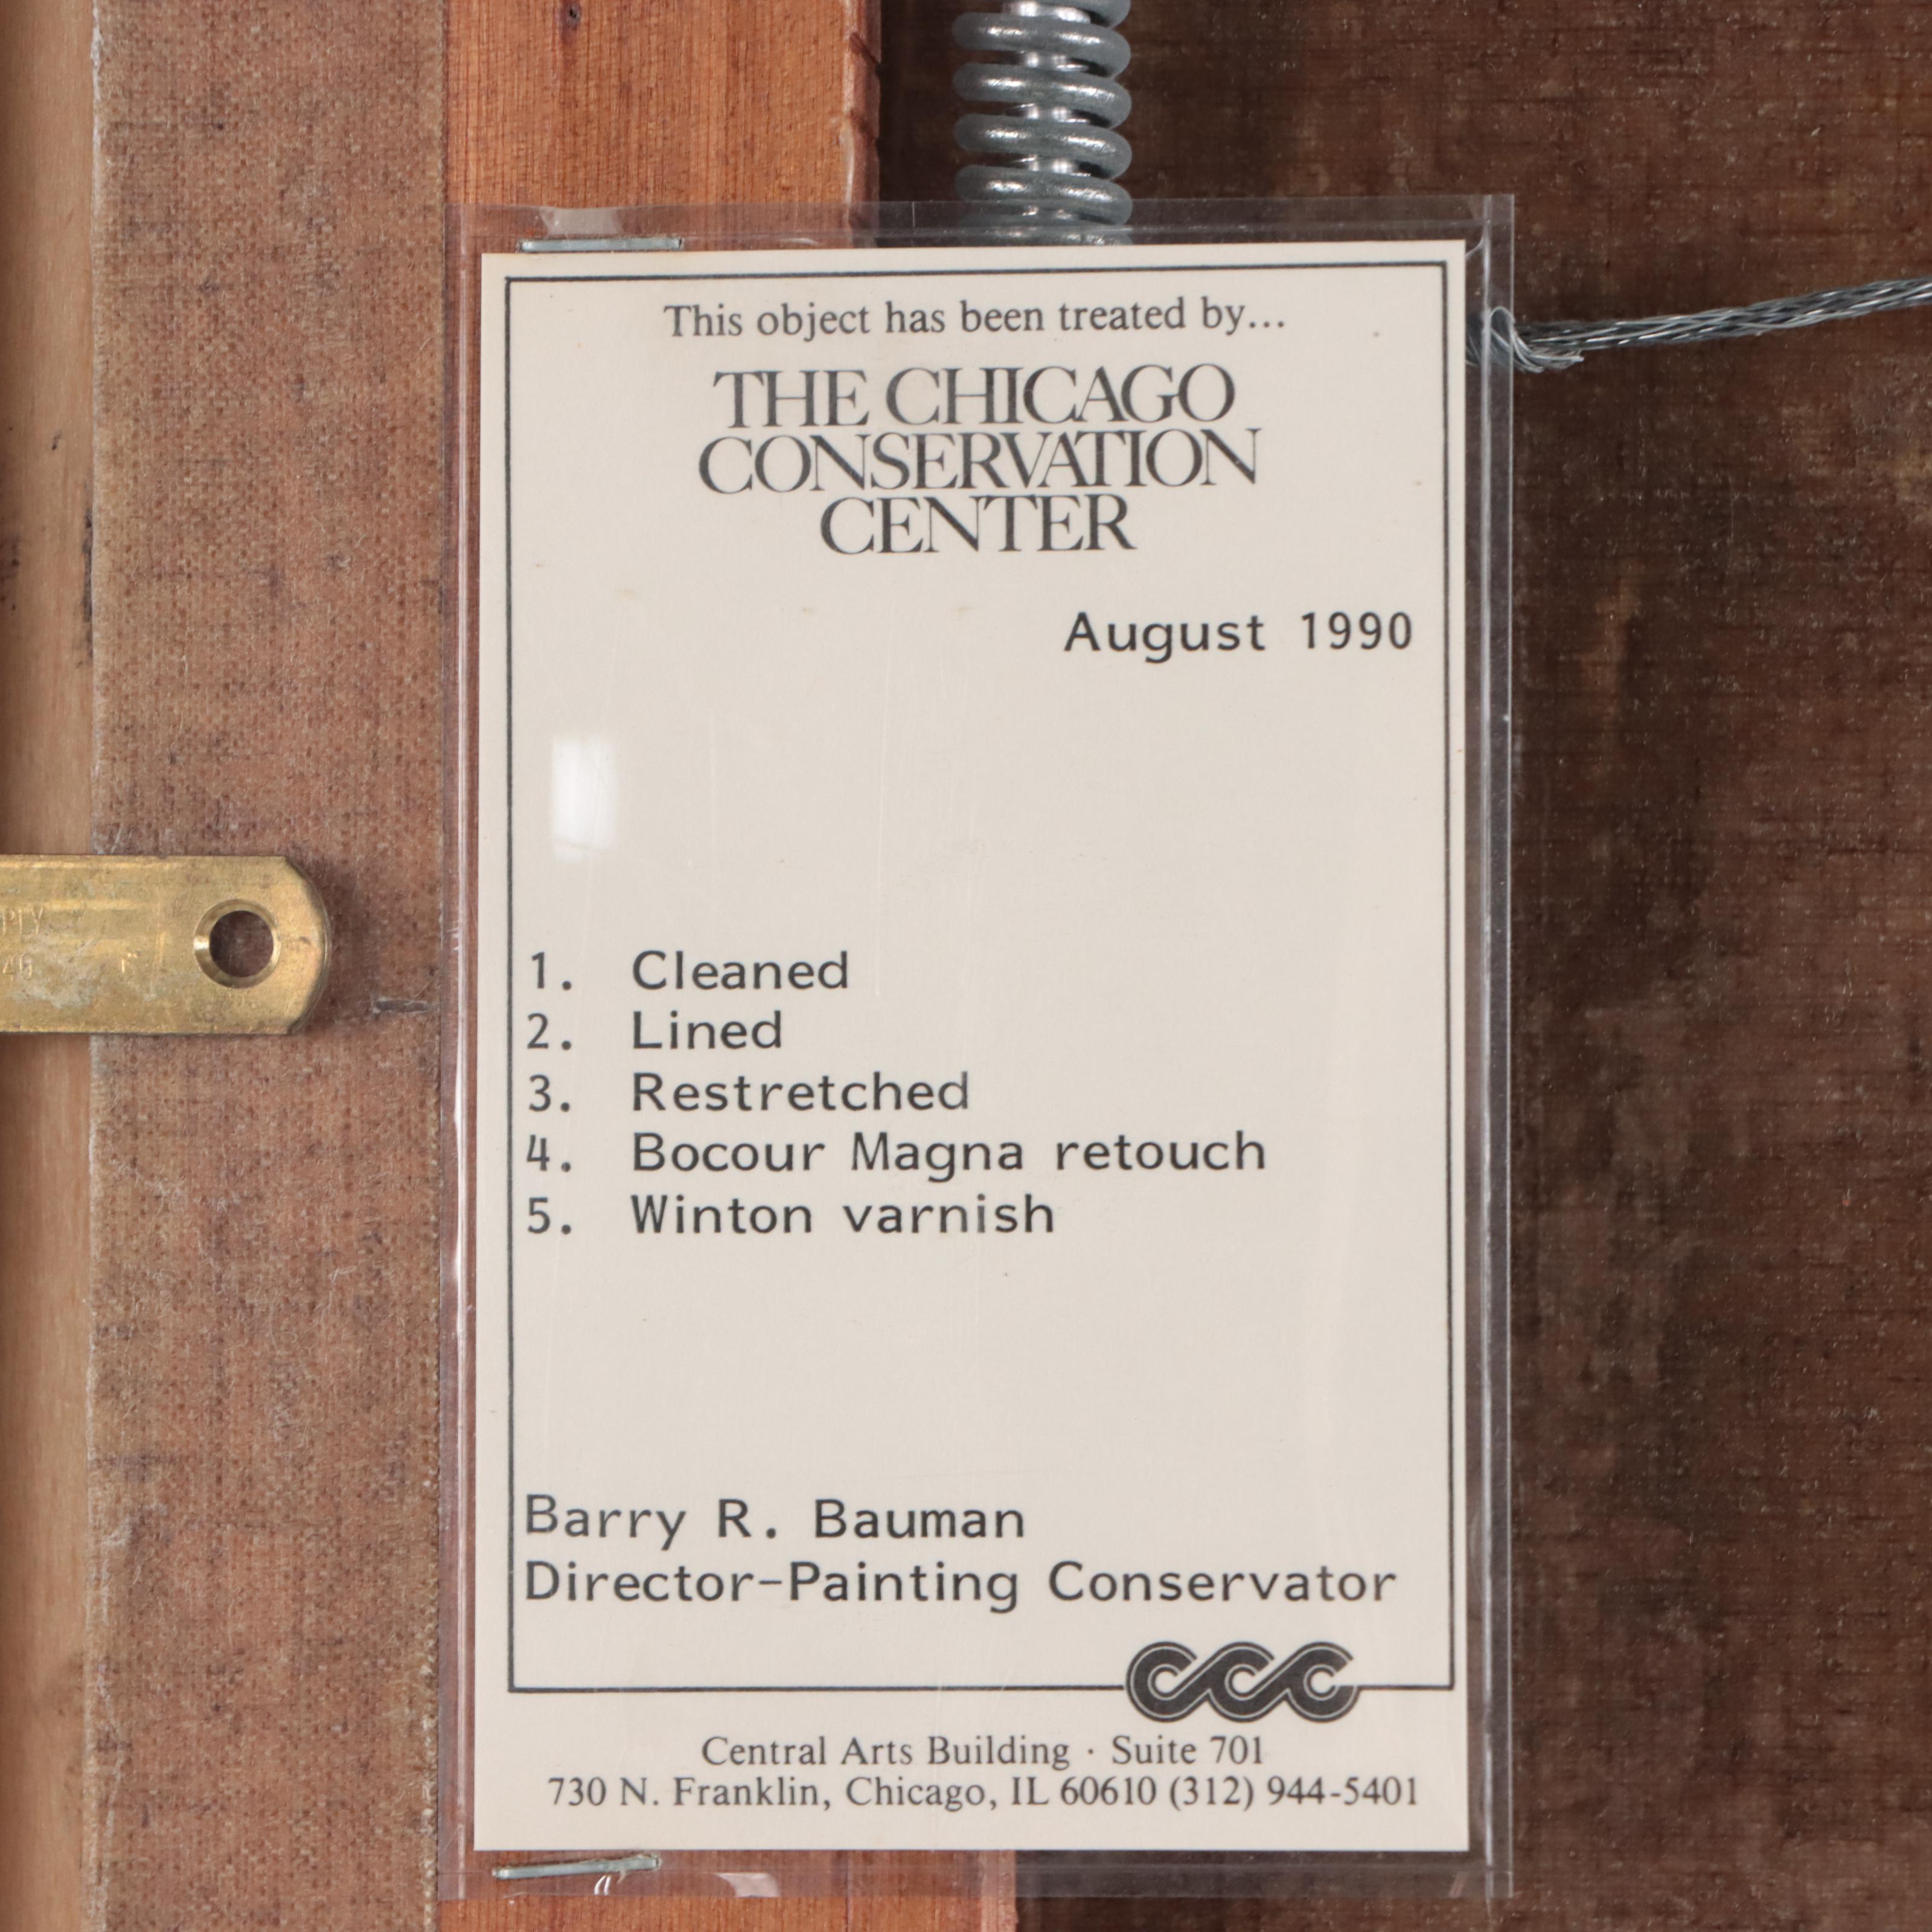 This object has been treated by...
THE CHICAGO
CONSERVATION
CENTER
August 1990
1. Cleaned
2. Lined
3. Restretched
4. Bocour Magna retouch
5. Winton varnish
Barry R. Bauman
Director-Painting Conservator
CCC
Central Arts Building · Suite 701
730 N. Franklin, Chicago, IL 60610 (312) 944-5401